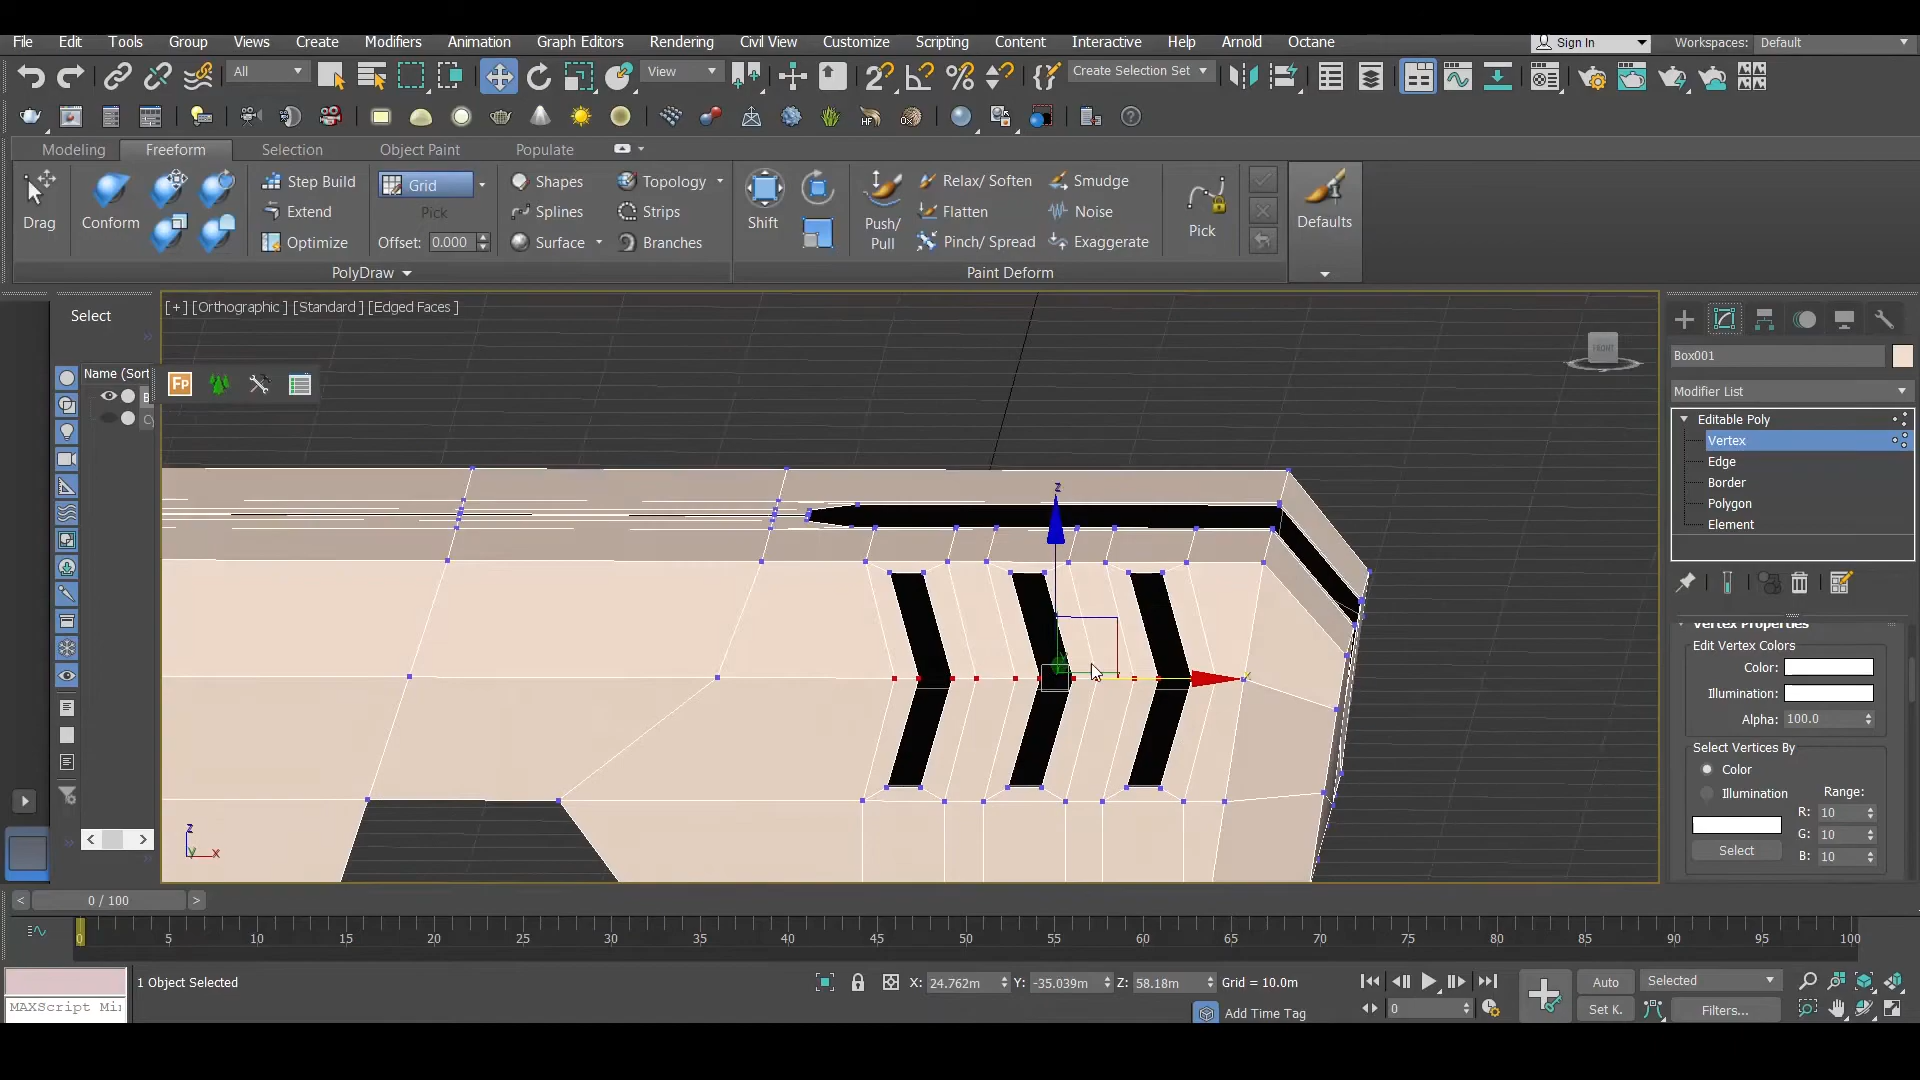 File Edit Tools Group Views Create Modifiers Animation Graph Editors Rendering Civil View Customize Scripting Content Interactive Help Arnold Octane Sign In Workspaces: Default
All View Create Selection Set
Modeling Freeform Selection Object Paint Populate
Drag Conform Step Build Extend Optimize Grid Pick Offset: 0.000 Shapes Splines Surface Topology Strips Branches Shift Push/ Pull Relax/Soften Flatten Pinch/Spread Smudge Noise Exaggerate Pick Defaults
PolyDraw Paint Deform
Select
[+] [Orthographic ] [Standard ] [Edged Faces ]
FRONT
Name (Sort
Fp
Box001
Modifier List
Editable Poly
Vertex
Edge
Border
Polygon
Element
z
x
Vertex Properties
Edit Vertex Colors
Color:
Illumination:
Alpha: 100.0
Select Vertices By
Color
Illumination Range:
R: 10
G: 10
Select B: 10
z
y x
< 0 / 100 >
0 5 10 15 20 25 30 35 40 45 50 55 60 65 70 75 80 85 90 95 100
1 Object Selected X: 24.762m Y: -35.039m Z: 58.18m Grid = 10.0m Auto Selected
MAXScript Mi Add Time Tag 0 Set K. Filters...